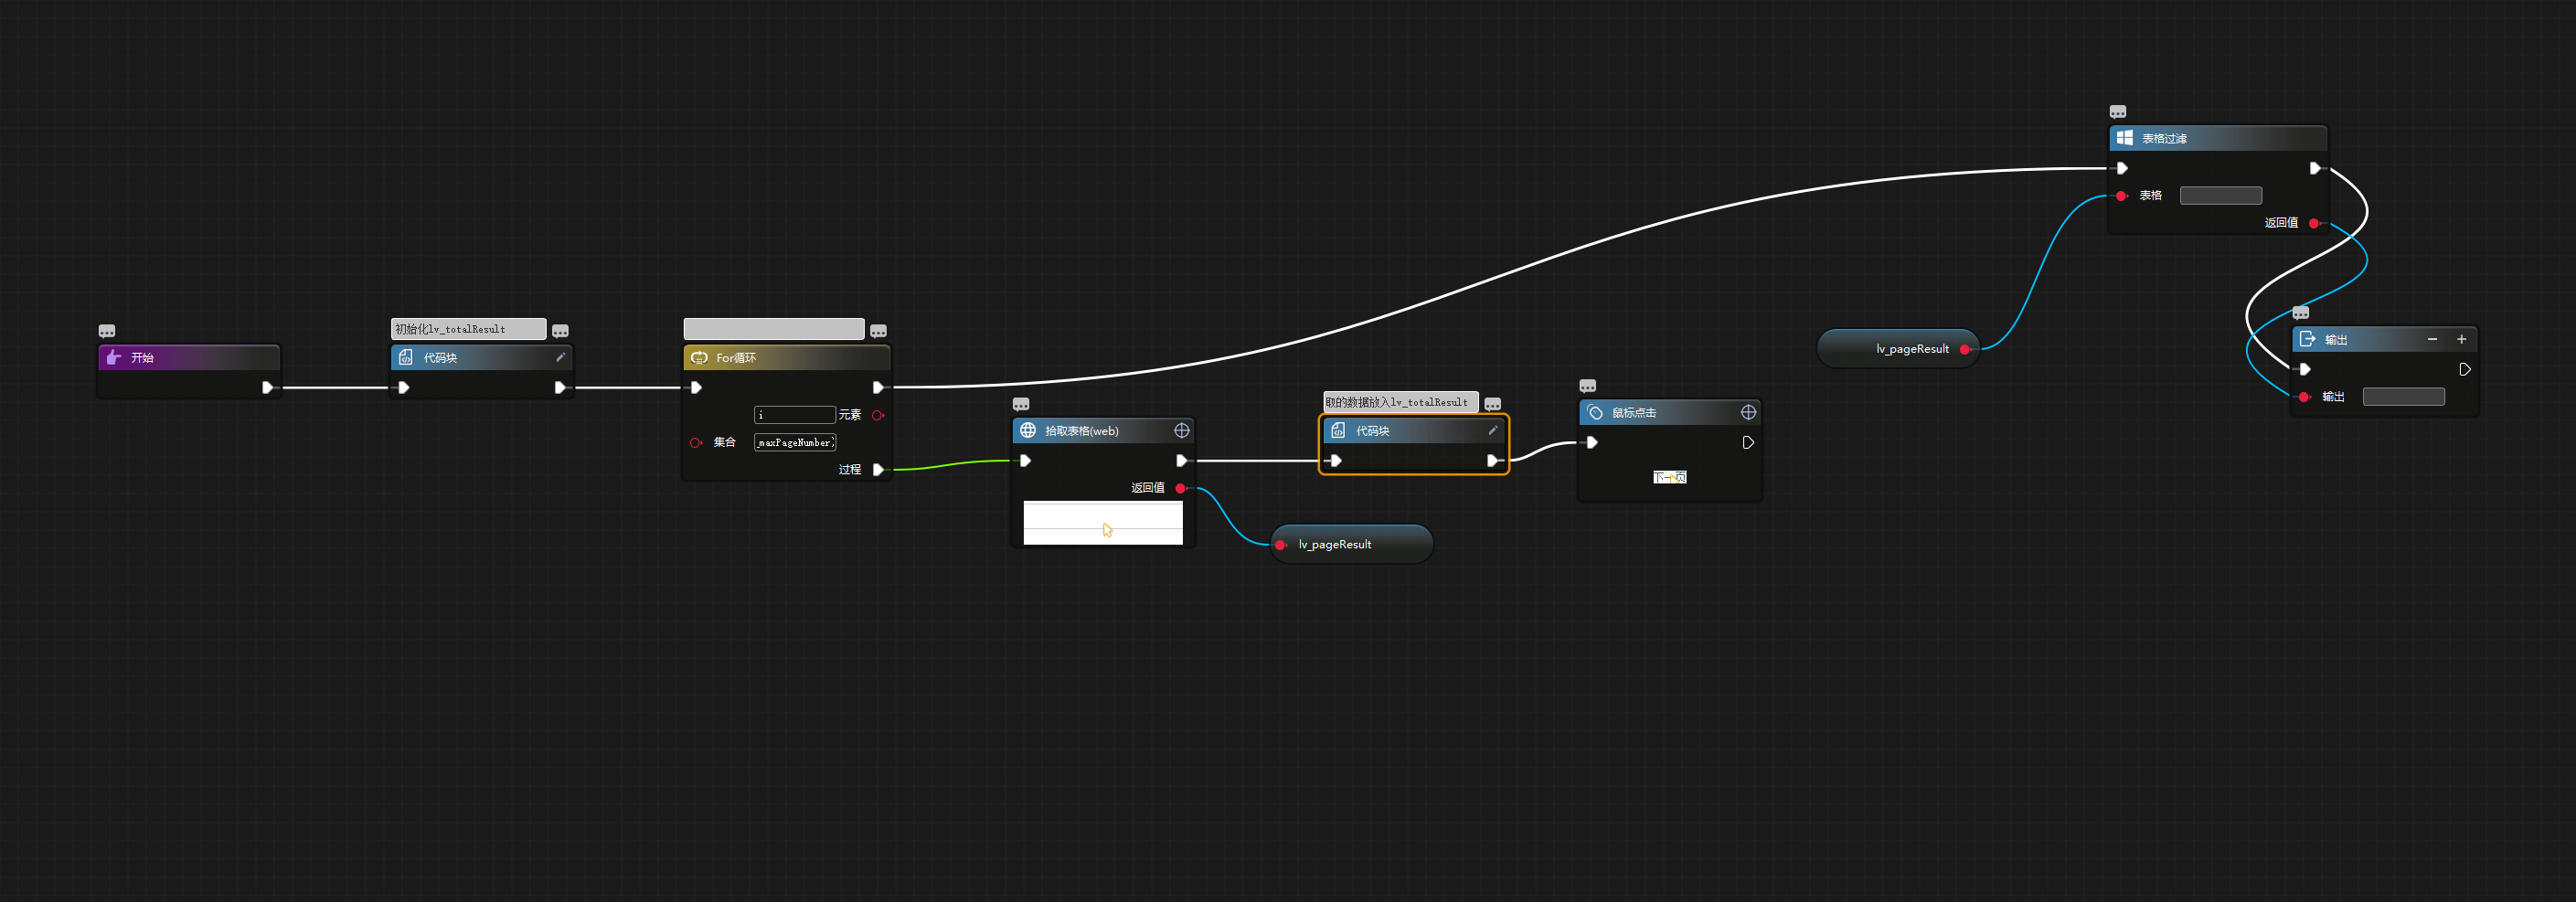 开始
初始化lv_totalResult
代码块
For循环
i
元素
集合
_maxPageNumber)
过程
拾取表格(web)
返回值
lv_pageResult
取的数据放入lv_totalResult
代码块
鼠标点击
下一页
lv_pageResult
表格过滤
表格
返回值
输出
输出